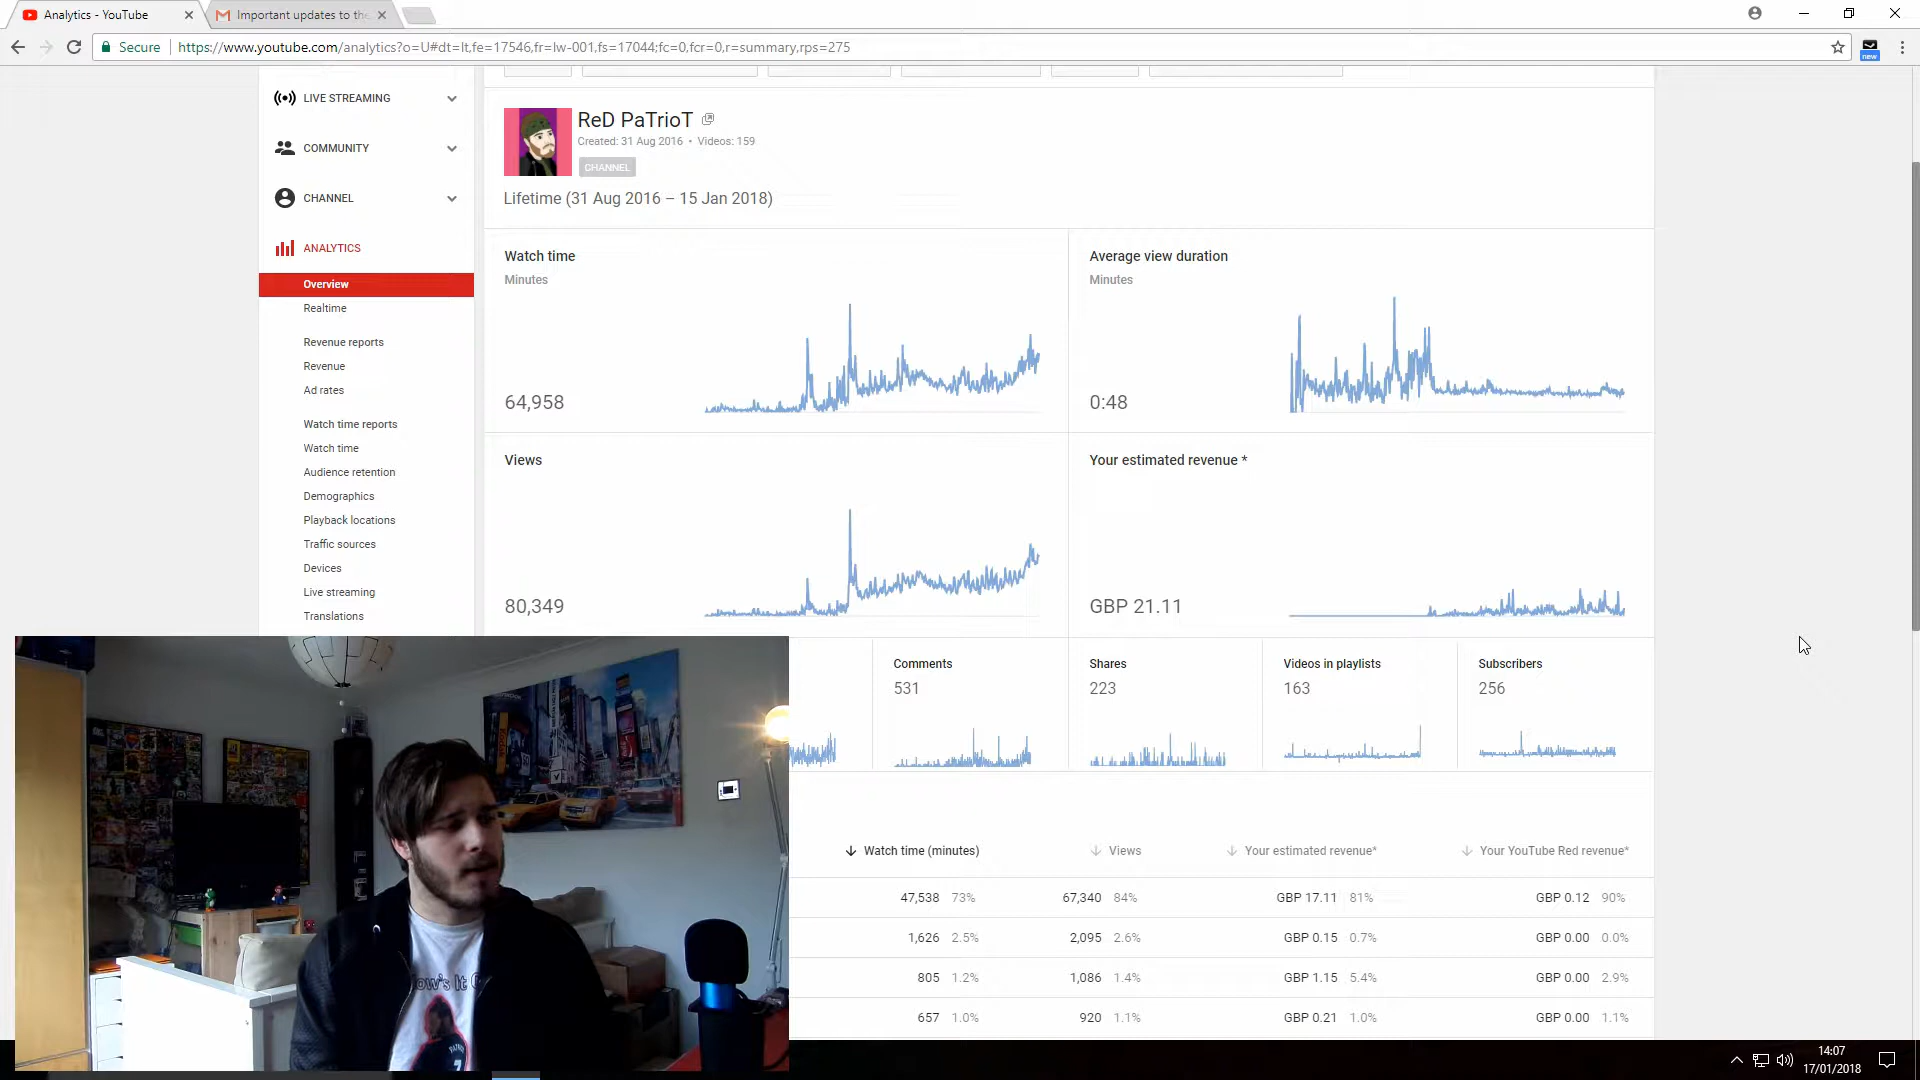 Analytics - YouTube
Important updates to the
Secure
https://www.youtube.com/analytics?o=U#dt=lt,fe=17546,fr=lw-001,fs=17044;fc=0,fcr=0,r=summary,rps=275
new
LIVE STREAMING
COMMUNITY
CHANNEL
ANALYTICS
Overview
Realtime
Revenue reports
Revenue
Ad rates
Watch time reports
Watch time
Audience retention
Demographics
Playback locations
Traffic sources
Devices
Live streaming
Translations
ReD PaTrioT
Created: 31 Aug 2016 • Videos: 159
CHANNEL
Lifetime (31 Aug 2016 – 15 Jan 2018)
Watch time
Minutes
64,958
Average view duration
Minutes
0:48
Views
80,349
Your estimated revenue *
GBP 21.11
Comments
531
Shares
223
Videos in playlists
163
Subscribers
256
Watch time (minutes) Views Your estimated revenue* Your YouTube Red revenue*
47,538 73% 67,340 84% GBP 17.11 81% GBP 0.12 90%
1,626 2.5% 2,095 2.6% GBP 0.15 0.7% GBP 0.00 0.0%
805 1.2% 1,086 1.4% GBP 1.15 5.4% GBP 0.00 2.9%
657 1.0% 920 1.1% GBP 0.21 1.0% GBP 0.00 1.1%
14:07
17/01/2018